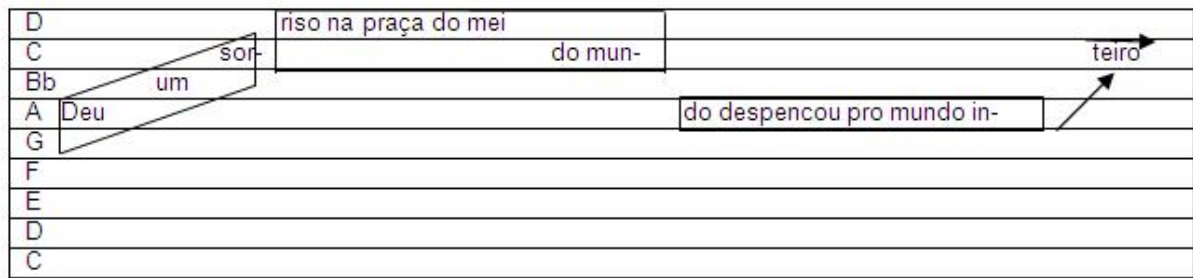 D riso na praça do mei
C sor- do mun- teiro
Bb um
A Deu do despencou pro mundo in-
G
F
E
D
C